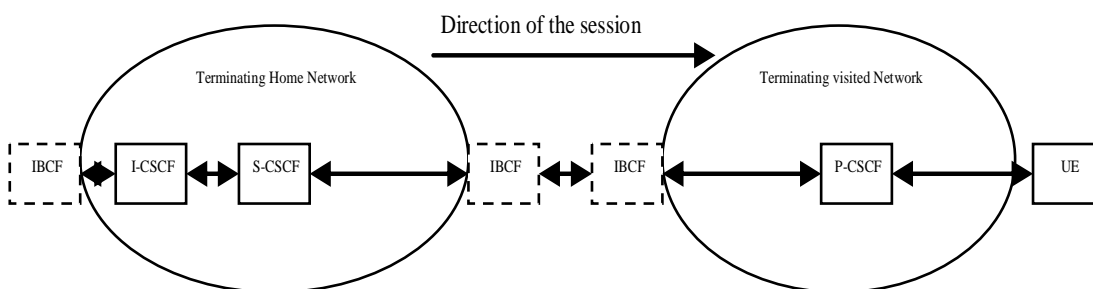 Direction of the session
Terminating Home Network
Terminating visited Network
IBCF
I-CSCF
S-CSCF
IBCF
IBCF
P-CSCF
UE